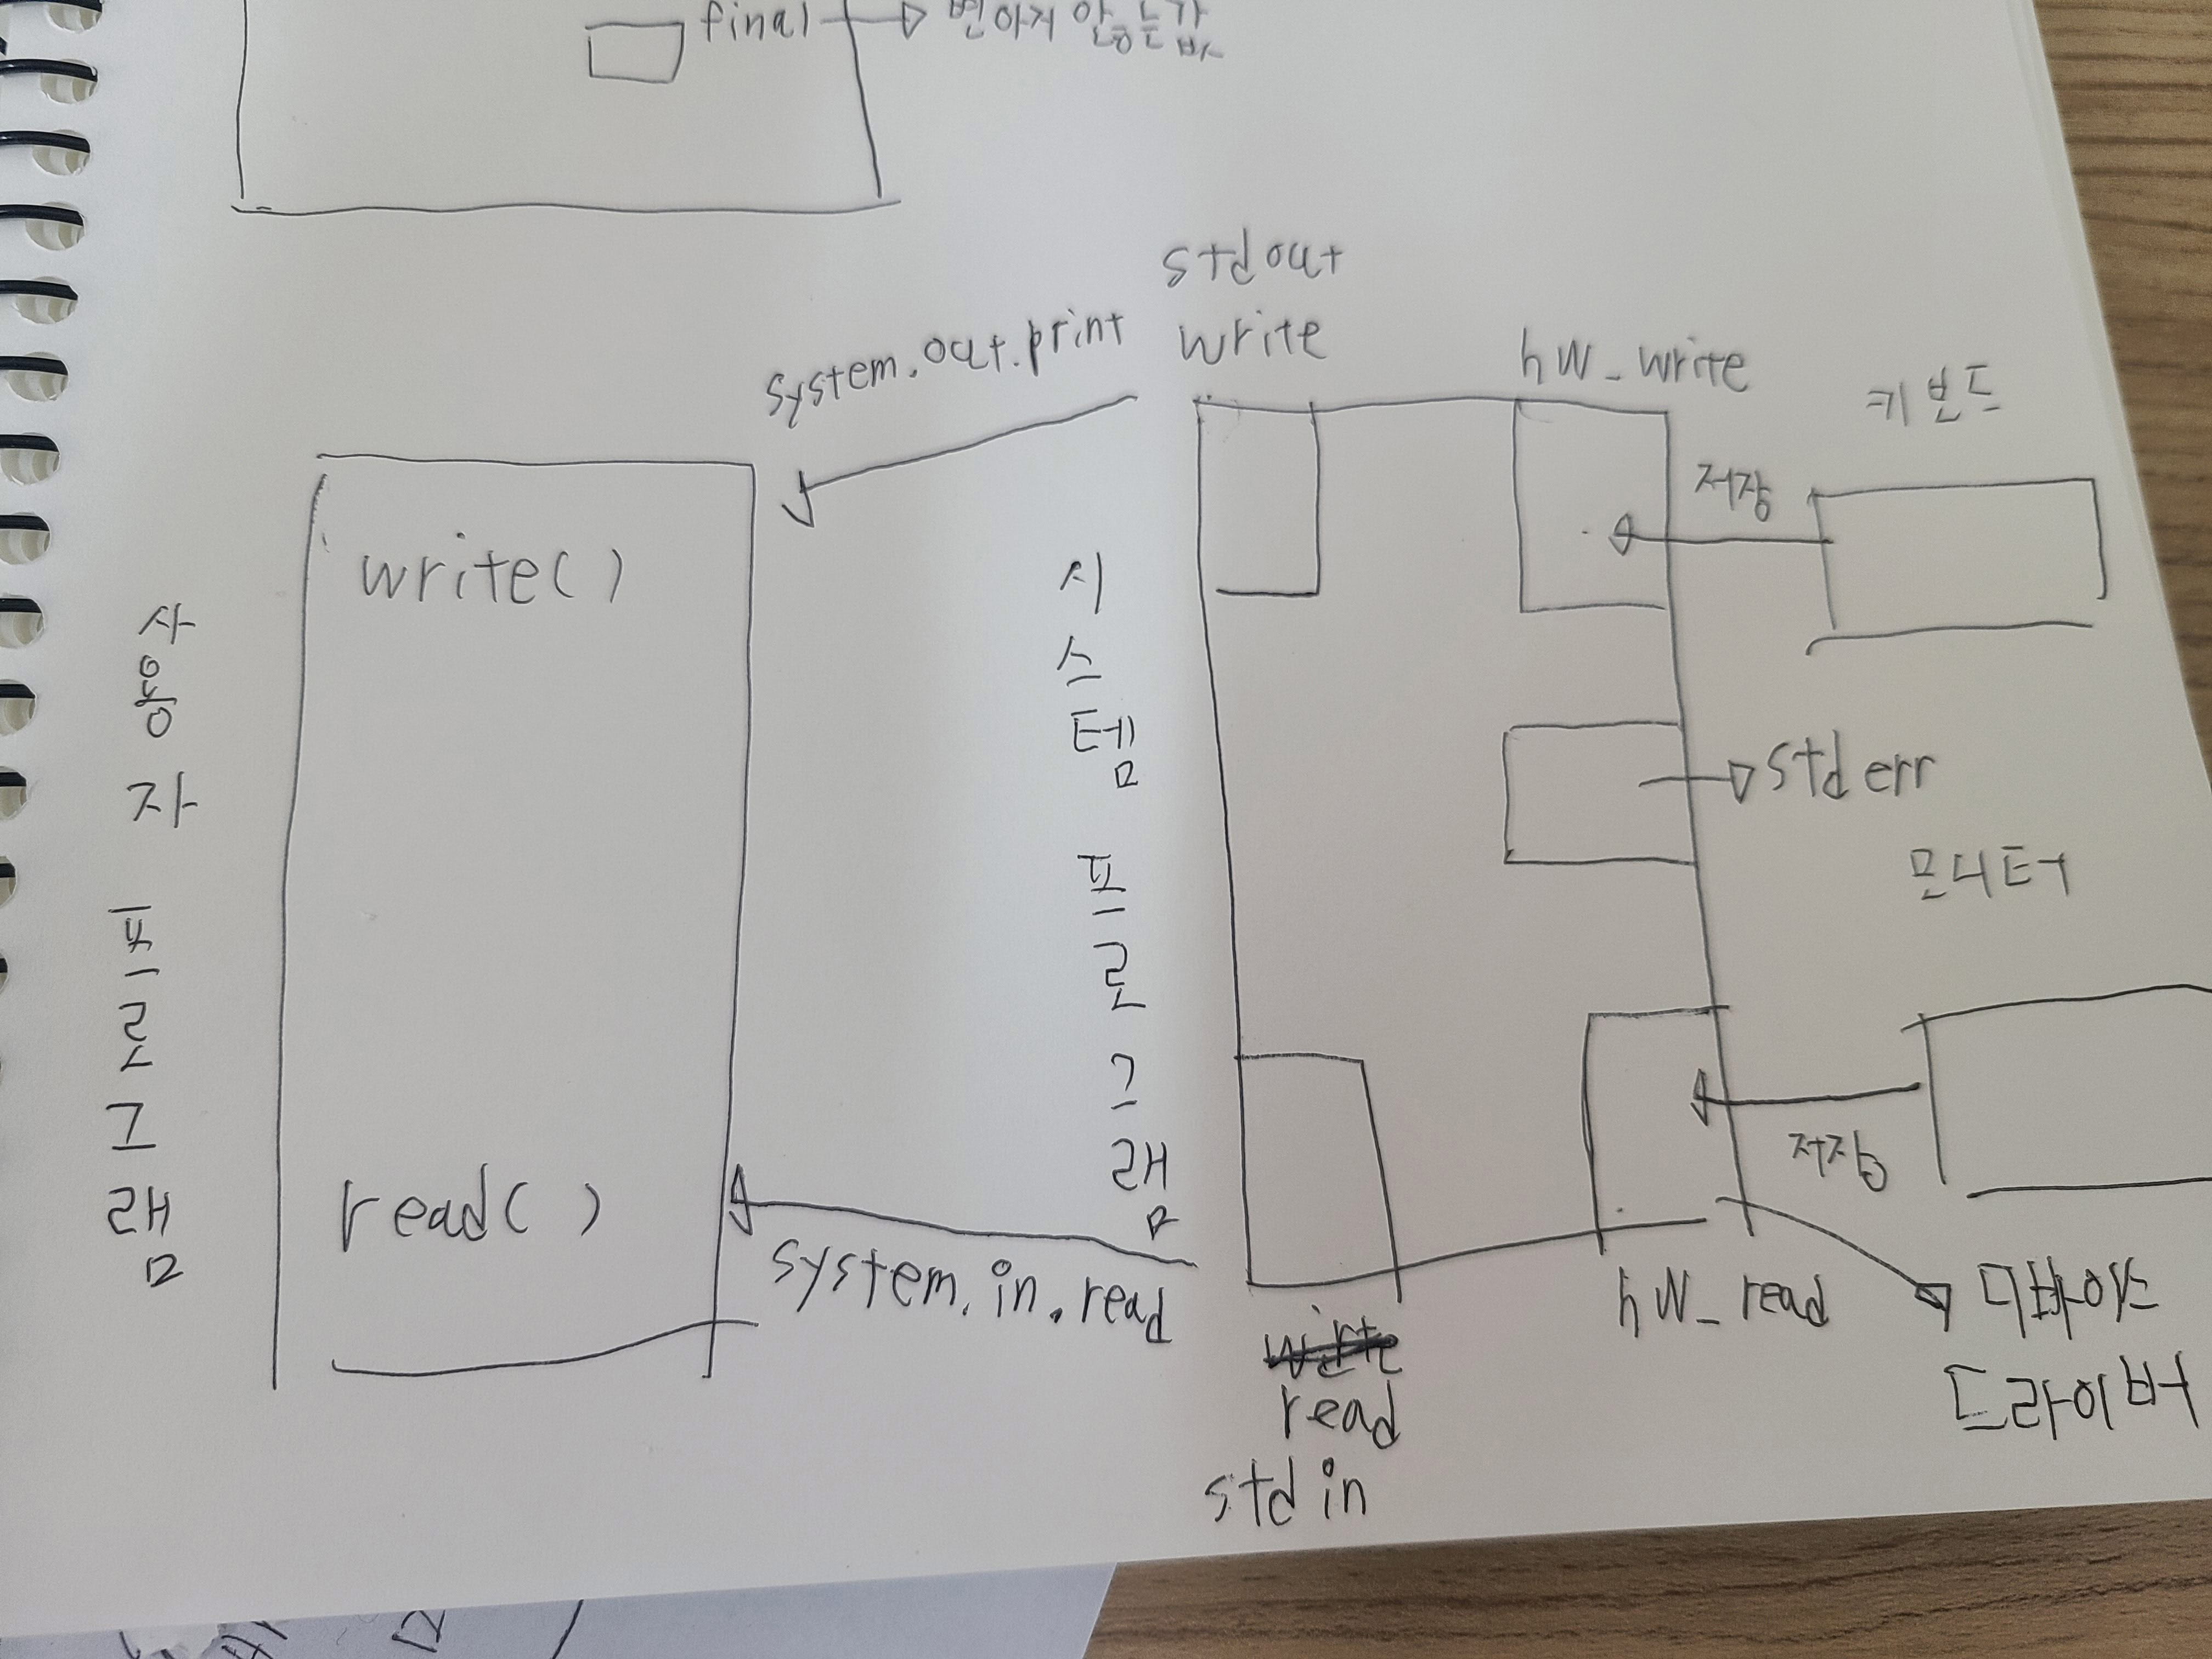 final 변하지 않는 값
stdout
write
system.out.print
hw_write
키보드
저장
write()
사용자 프로그램
시스템 프로그램
stderr
모니터
저장
read()
system.in.read
hw_read
디바이스
드라이버
write
read
stdin